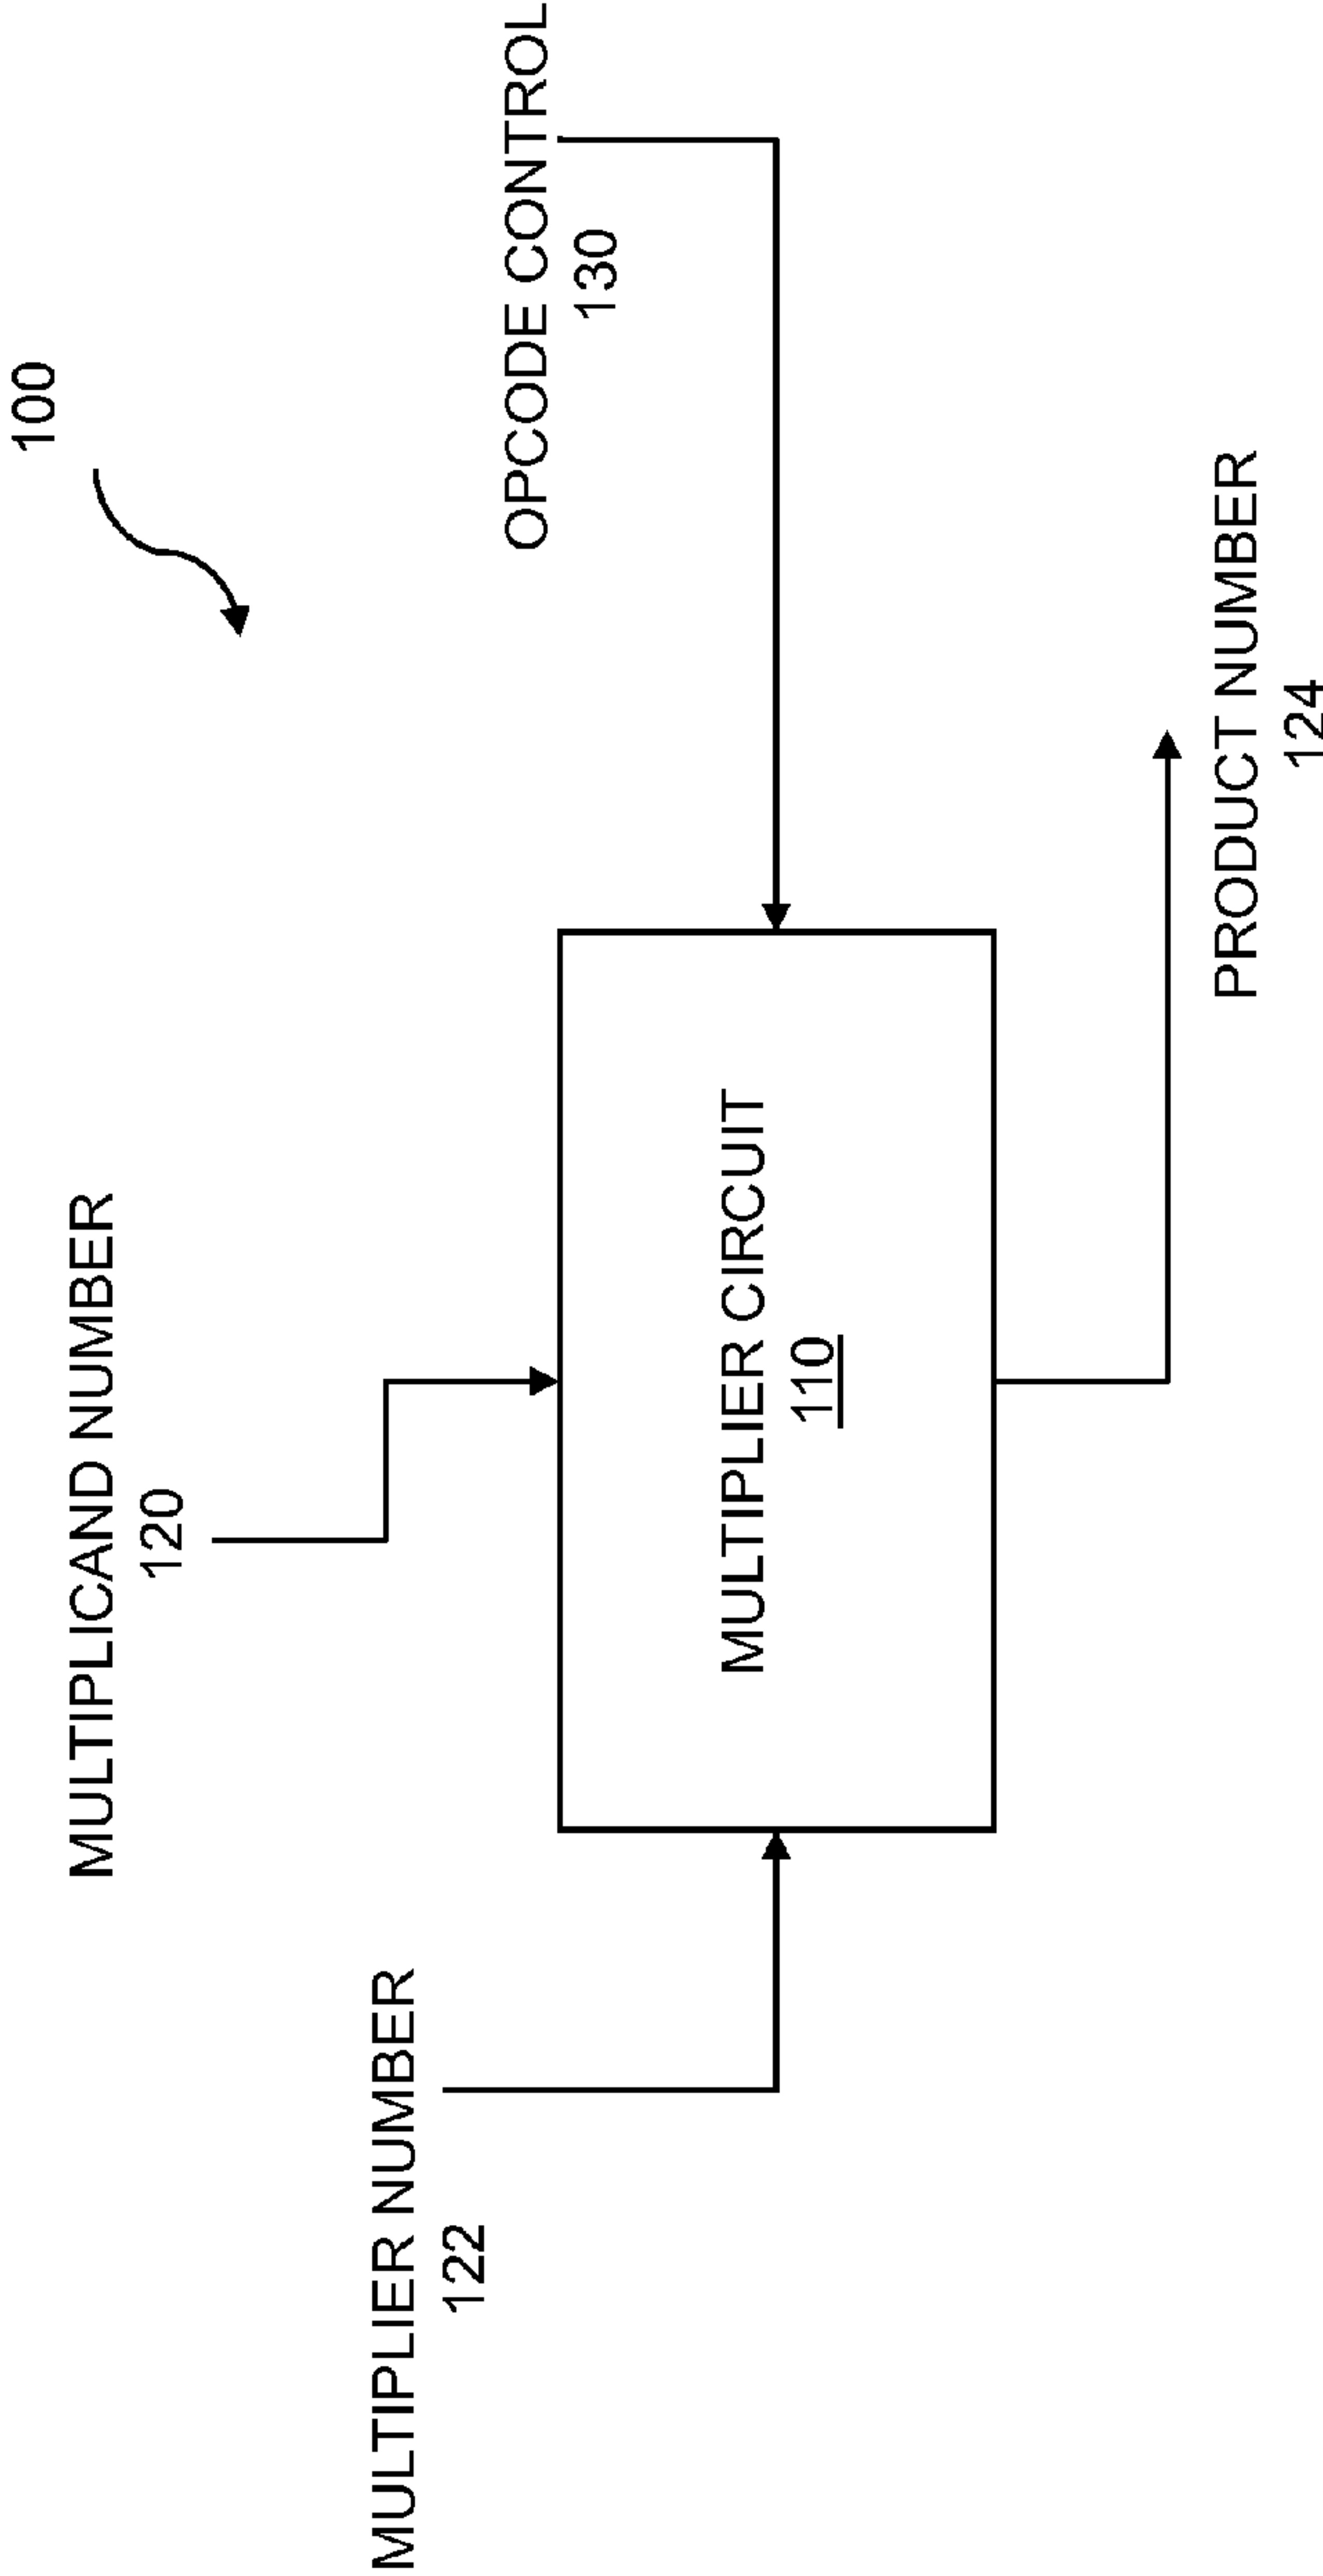 100
MULTIPLICAND NUMBER
120
MULTIPLIER NUMBER
122
OPCODE CONTROL
130
MULTIPLIER CIRCUIT
110
PRODUCT NUMBER
124